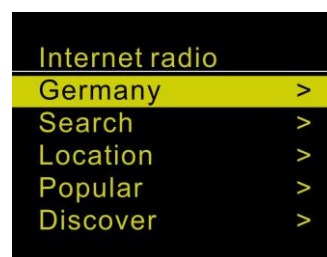 Internet radio
Germany >
Search >
Location >
Popular >
Discover >